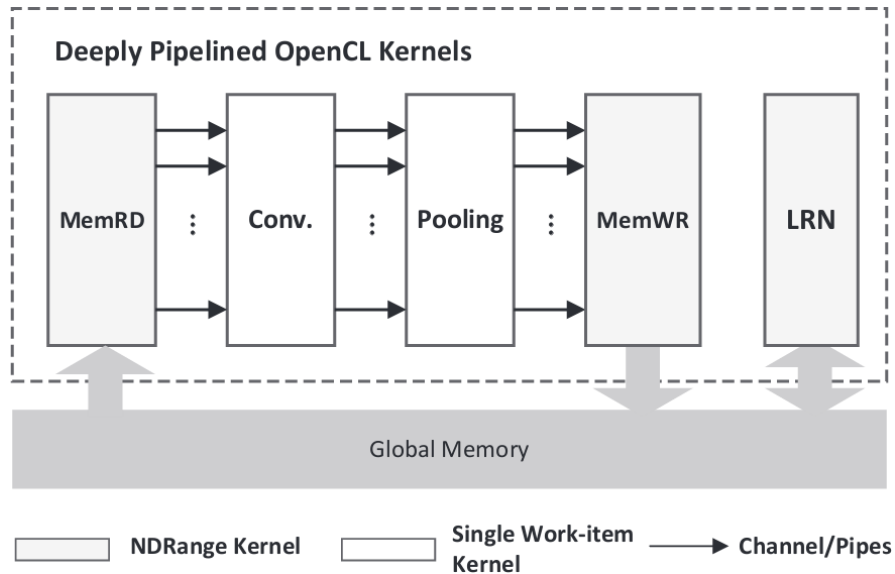 Deeply Pipelined OpenCL Kernels
MemRD
Conv.
Pooling
MemWR
LRN
Global Memory
NDRange Kernel
Single Work-item
Kernel
Channel/Pipes